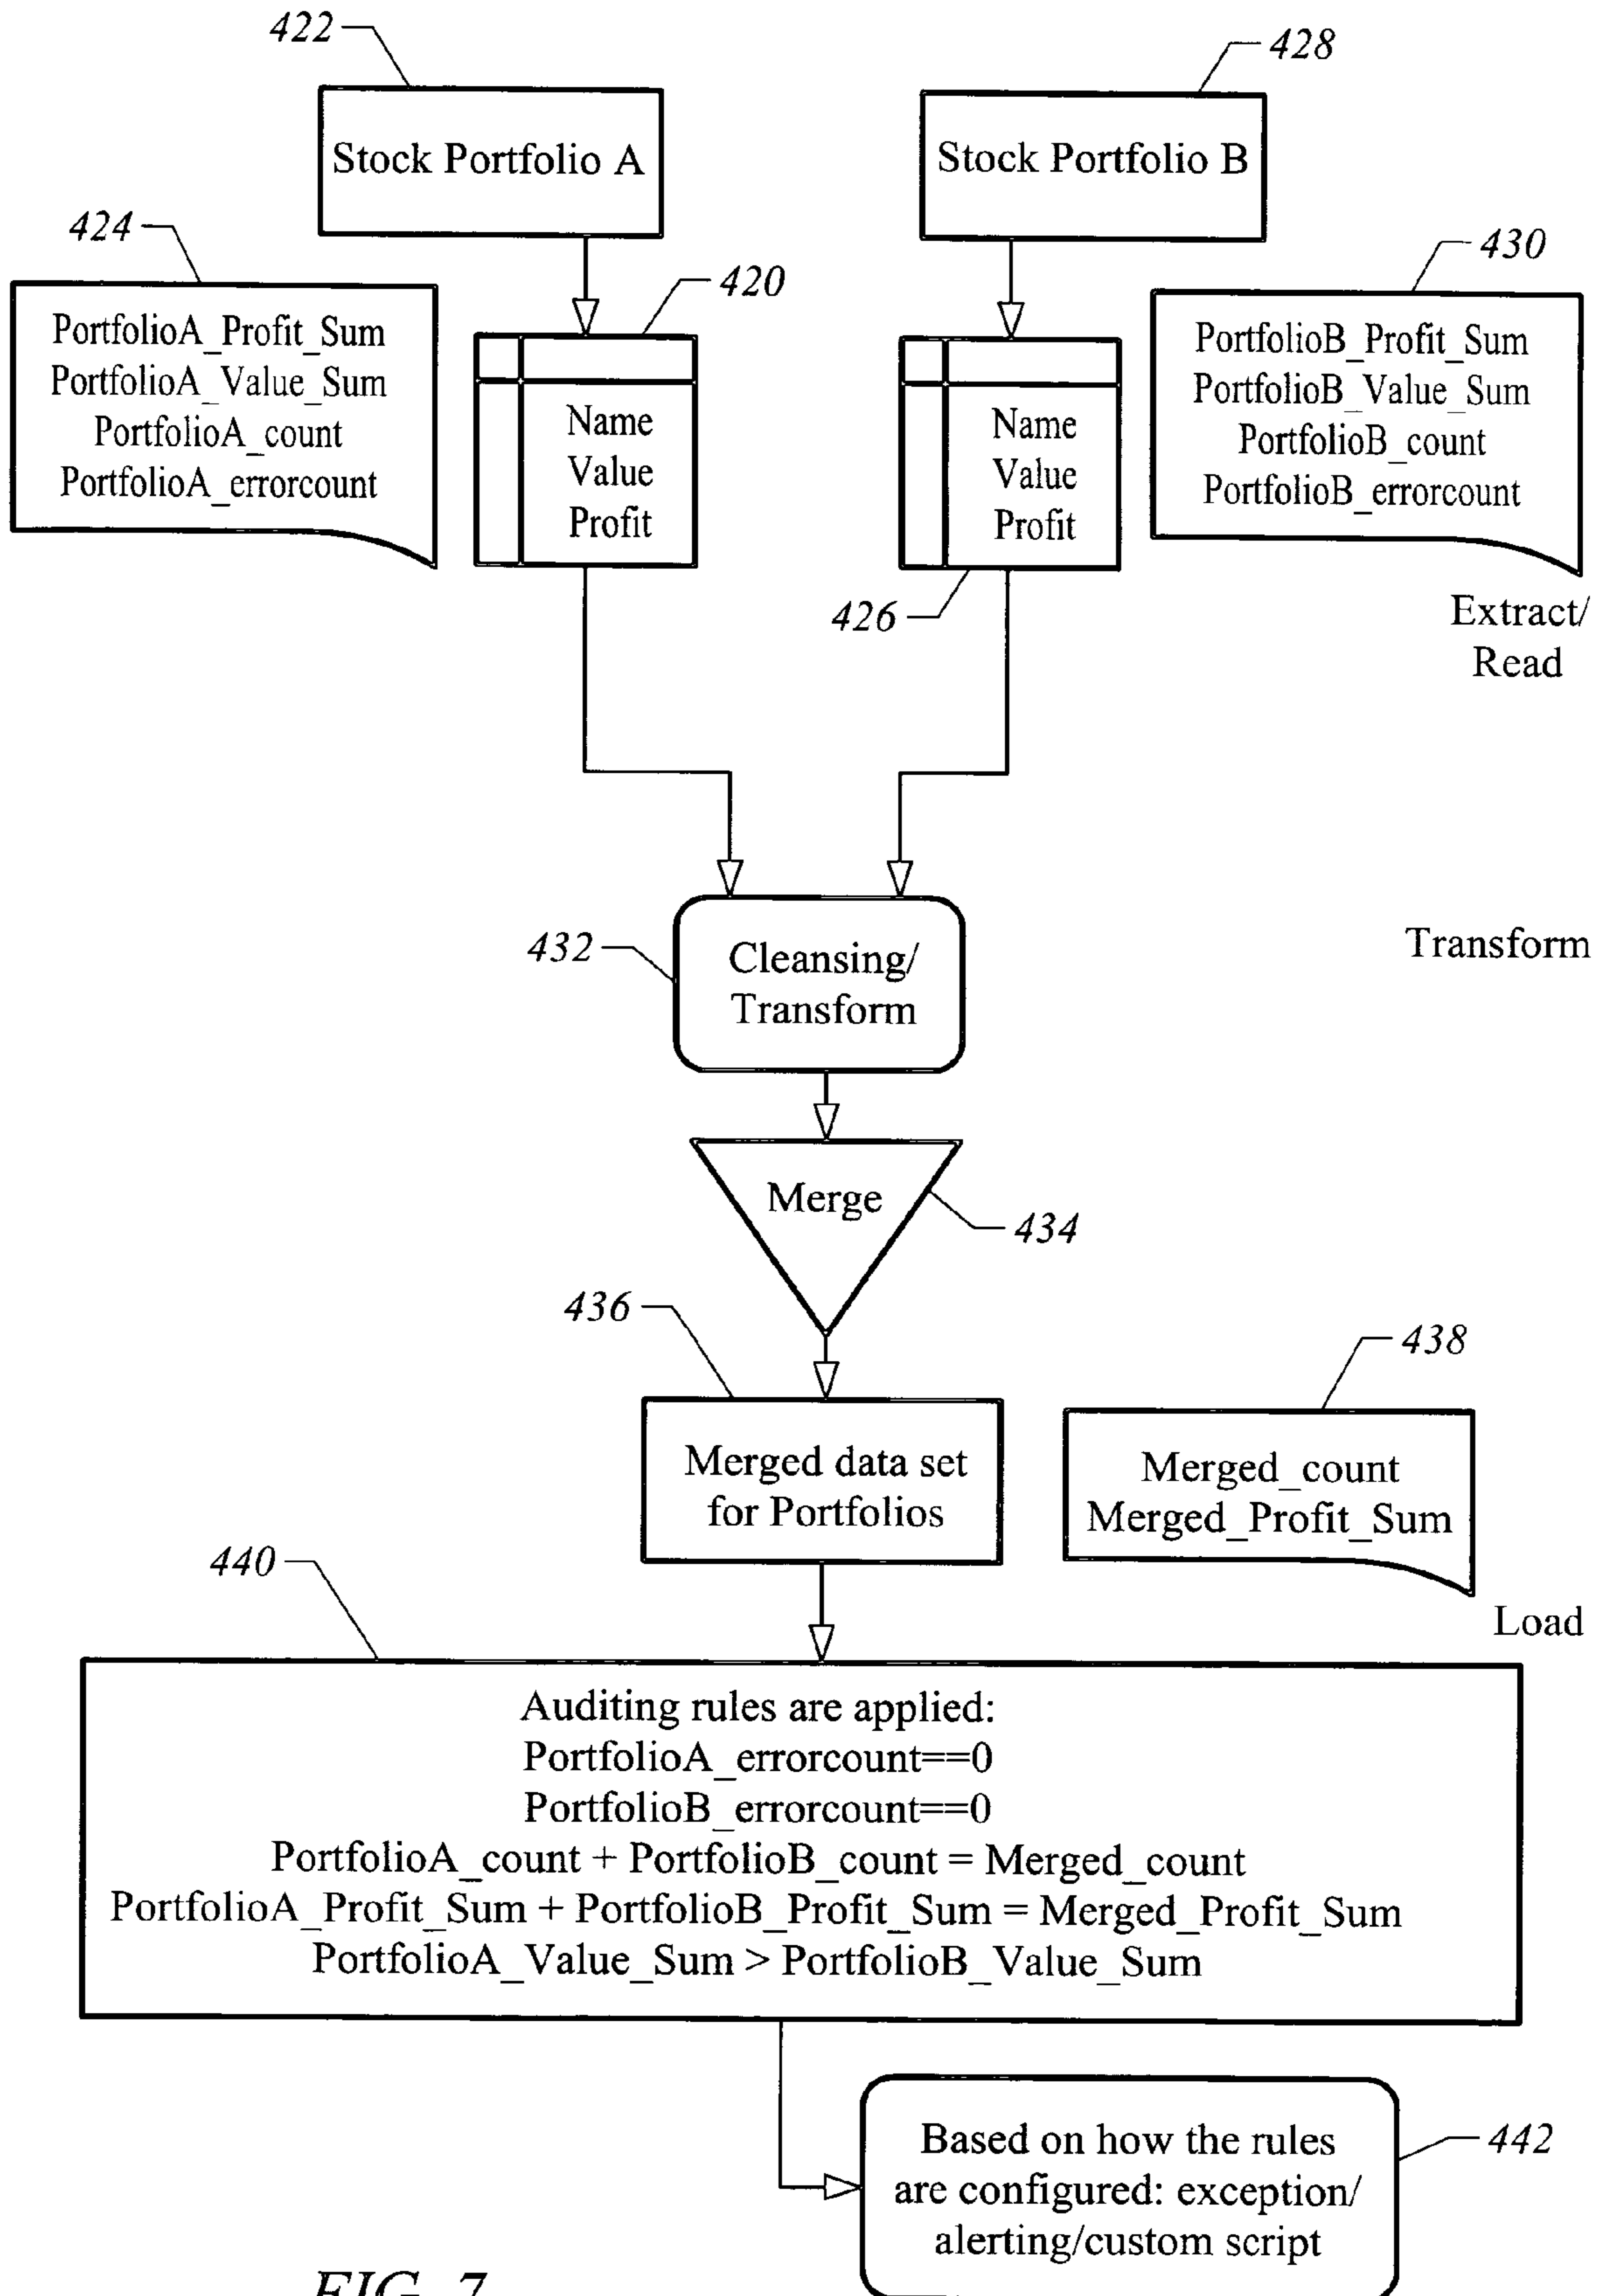 422
428
Stock Portfolio A
Stock Portfolio B
424
430
420
PortfolioA_Profit_Sum
PortfolioA_Value_Sum
PortfolioA_count
PortfolioA_errorcount
Name
Value
Profit
Name
Value
Profit
PortfolioB_Profit_Sum
PortfolioB_Value_Sum
PortfolioB_count
PortfolioB_errorcount
426
Extract/
Read
432
Cleansing/
Transform
Transform
Merge
434
436
438
Merged data set
for Portfolios
Merged_count
Merged_Profit_Sum
440
Load
Auditing rules are applied:
PortfolioA_errorcount==0
PortfolioB_errorcount==0
PortfolioA_count + PortfolioB_count = Merged_count
PortfolioA_Profit_Sum + PortfolioB_Profit_Sum = Merged_Profit_Sum
PortfolioA_Value_Sum > PortfolioB_Value_Sum
Based on how the rules
are configured: exception/
alerting/custom script
442
FIG. 7